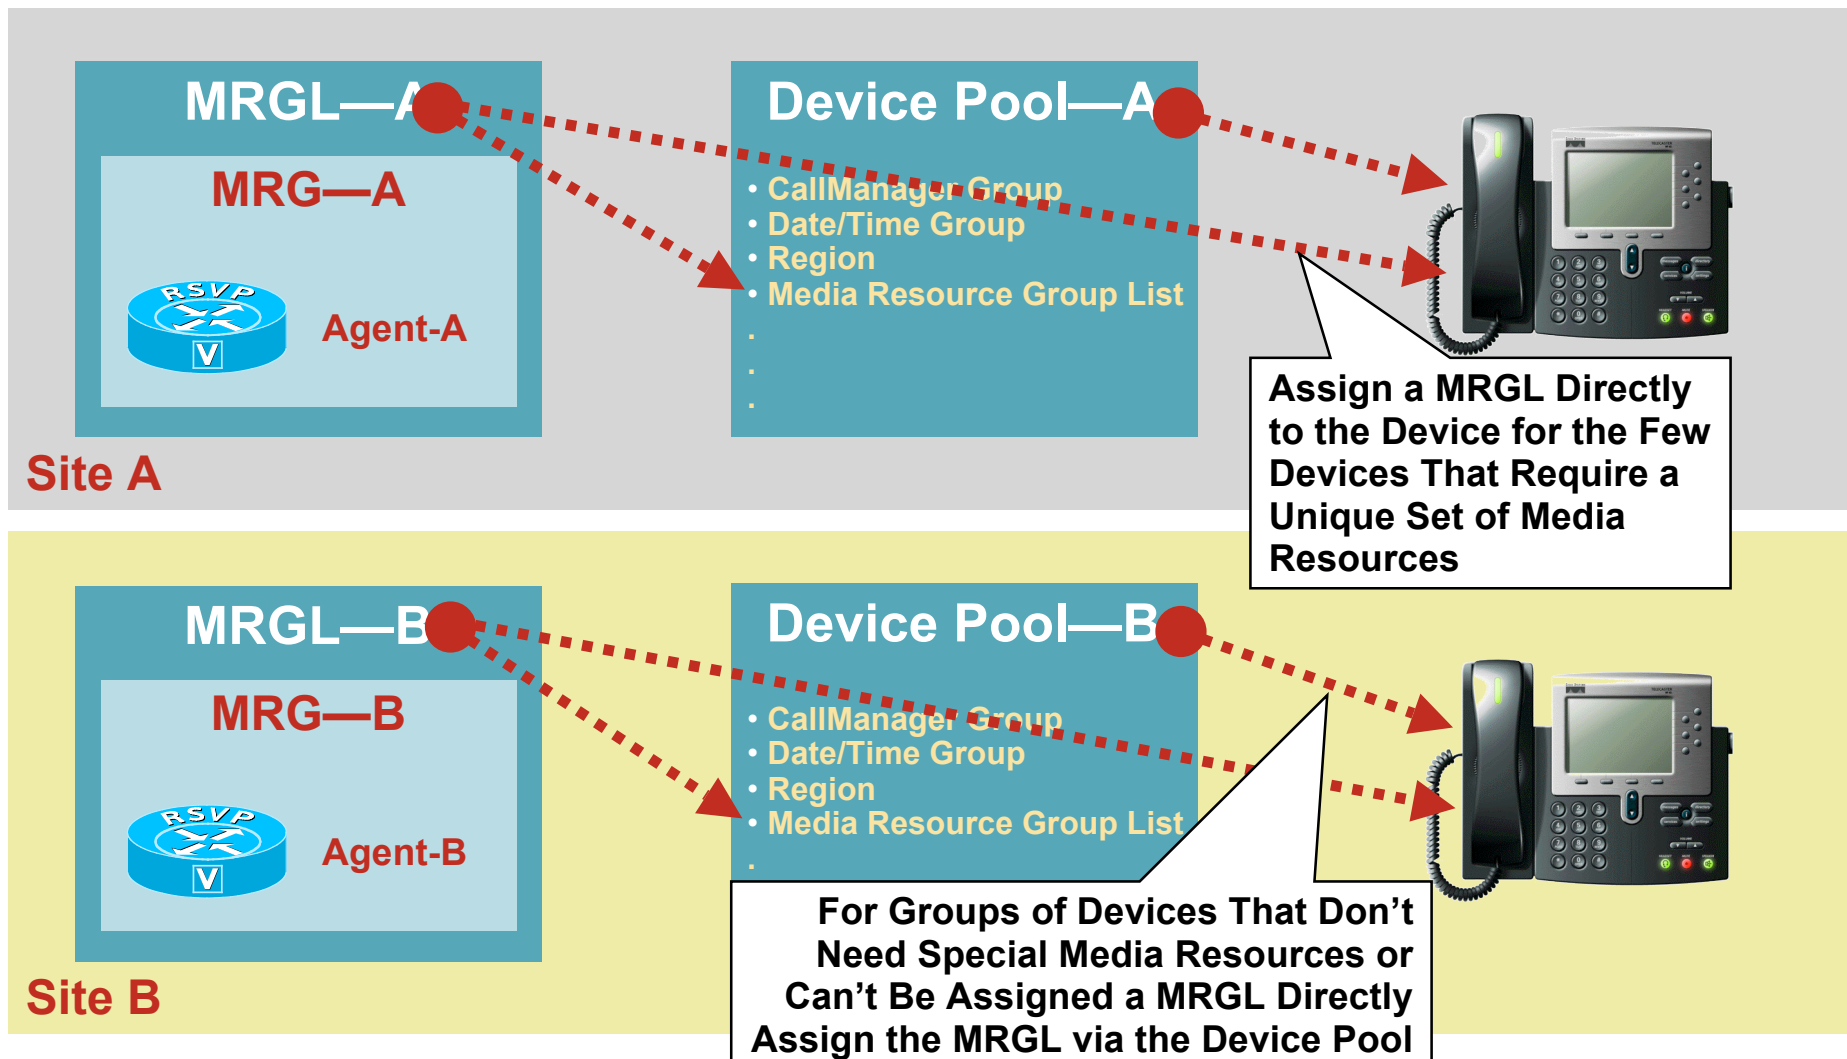 MRGL—A
MRG—A
RSVP
V
Agent-A
Site A
Device Pool—A
• CallManager Group
• Date/Time Group
• Region
• Media Resource Group List
.
.
.
Assign a MRGL Directly
to the Device for the Few
Devices That Require a
Unique Set of Media
Resources
MRGL—B
MRG—B
RSVP
V
Agent-B
Site B
Device Pool—B
• CallManager Group
• Date/Time Group
• Region
• Media Resource Group List
.
For Groups of Devices That Don’t
Need Special Media Resources or
Can’t Be Assigned a MRGL Directly
Assign the MRGL via the Device Pool